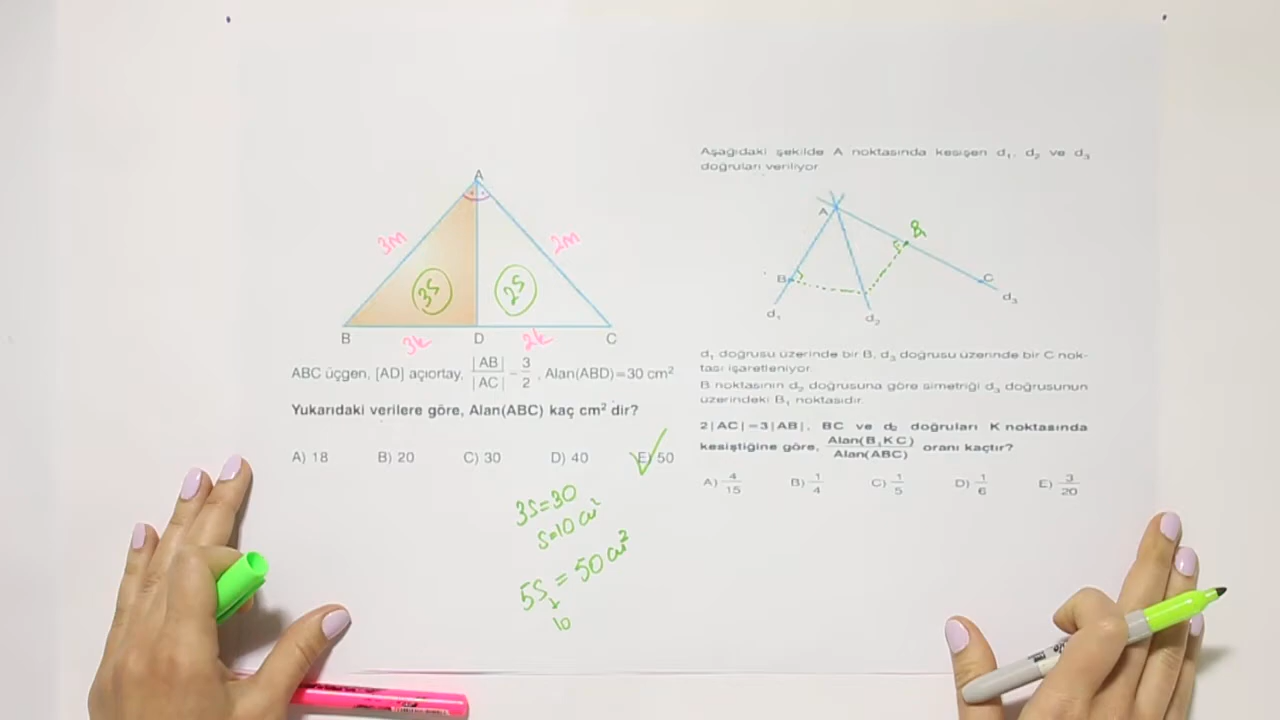 A
3M
2M
3S
2S
B
D
C
3k
2k
ABC üçgen, [AD] açıortay, |AB| / |AC| = 3 / 2 , Alan(ABD)=30 cm²
Yukarıdaki verilere göre, Alan(ABC) kaç cm² dir?
A) 18 B) 20 C) 30 D) 40 E) 50
3S=30
S=10 cm²
5S = 50 cm²
10
Aşağıdaki şekilde A noktasında kesişen d₁, d₂ ve d₃
doğruları veriliyor
A
B₁
B
C
d₁
d₂
d₃
d₁ doğrusu üzerinde bir B, d₃ doğrusu üzerinde bir C nok-
tası işaretleniyor.
B noktasının d₂ doğrusuna göre simetriği d₃ doğrusunun
üzerindeki B₁ noktasıdır.
2|AC|=3|AB|, BC ve d₂ doğruları K noktasında
kesiştiğine göre, Alan(B₁KC) / Alan(ABC) oranı kaçtır?
A) 4/15 B) 1/4 C) 1/5 D) 1/6 E) 3/20